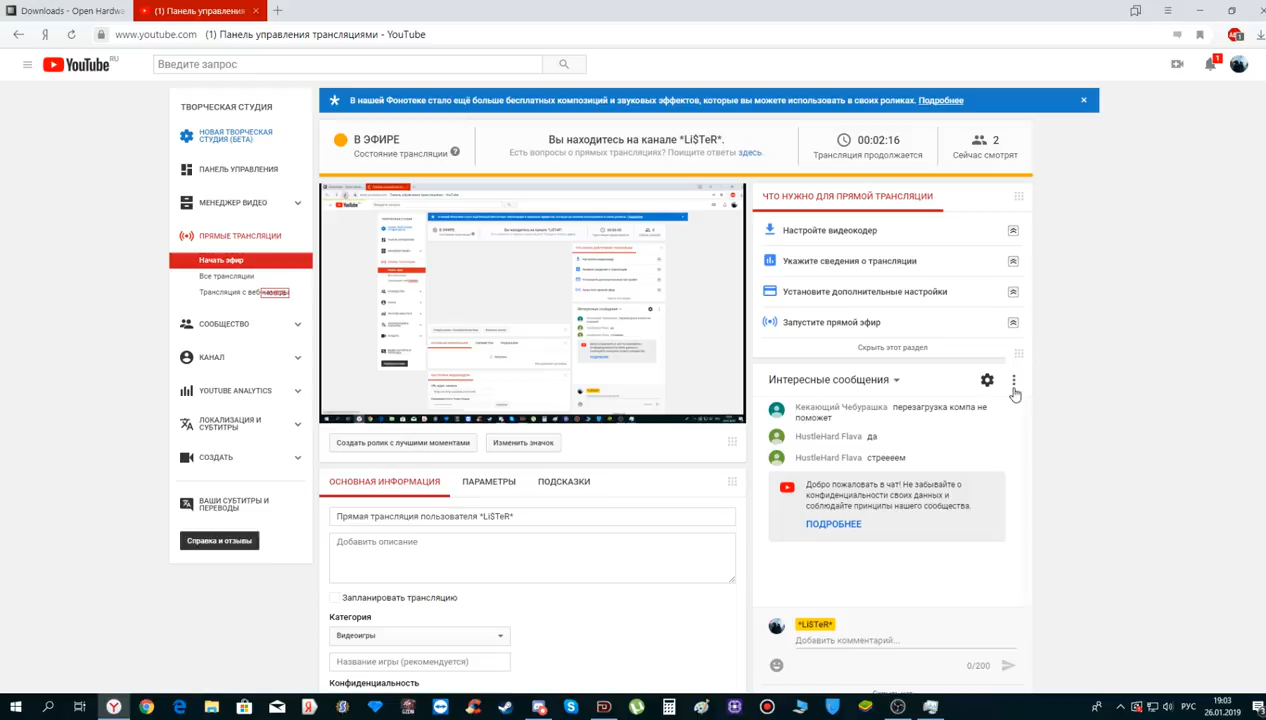 Downloads - Open Hardwa
(1) Панель управления
www.youtube.com (1) Панель управления трансляциями - YouTube
YouTube RU
Введите запрос
1
ТВОРЧЕСКАЯ СТУДИЯ
НОВАЯ ТВОРЧЕСКАЯ
СТУДИЯ (БЕТА)
ПАНЕЛЬ УПРАВЛЕНИЯ
МЕНЕДЖЕР ВИДЕО
ПРЯМЫЕ ТРАНСЛЯЦИИ
Начать эфир
Все трансляции
Трансляция с веб-камеры
СООБЩЕСТВО
КАНАЛ
YOUTUBE ANALYTICS
ЛОКАЛИЗАЦИЯ И
СУБТИТРЫ
СОЗДАТЬ
ВАШИ СУБТИТРЫ И
ПЕРЕВОДЫ
Справка и отзывы
В нашей Фонотеке стало ещё больше бесплатных композиций и звуковых эффектов, которые вы можете использовать в своих роликах. Подробнее
В ЭФИРЕ
Состояние трансляции ?
Вы находитесь на канале *Li$TeR*.
Есть вопросы о прямых трансляциях? Поищите ответы здесь.
00:02:16
Трансляция продолжается
2
Сейчас смотрят
Создать ролик с лучшими моментами
Изменить значок
ОСНОВНАЯ ИНФОРМАЦИЯ ПАРАМЕТРЫ ПОДСКАЗКИ
Прямая трансляция пользователя *Li$TeR*
Добавить описание
Запланировать трансляцию
Категория
Видеоигры
Название игры (рекомендуется)
Конфиденциальность
ЧТО НУЖНО ДЛЯ ПРЯМОЙ ТРАНСЛЯЦИИ
Настройте видеокодер
Укажите сведения о трансляции
Установите дополнительные настройки
Запустите прямой эфир
Скрыть этот раздел
Интересные сообщения
Кекающий Чебурашка перезагрузка компа не
поможет
HustleHard Flava да
HustleHard Flava стреееем
Добро пожаловать в чат! Не забывайте о
конфиденциальности своих данных и
соблюдайте принципы нашего сообщества.
ПОДРОБНЕЕ
*Li$TeR*
Добавить комментарий...
0/200
РУС
19:03
26.01.2019